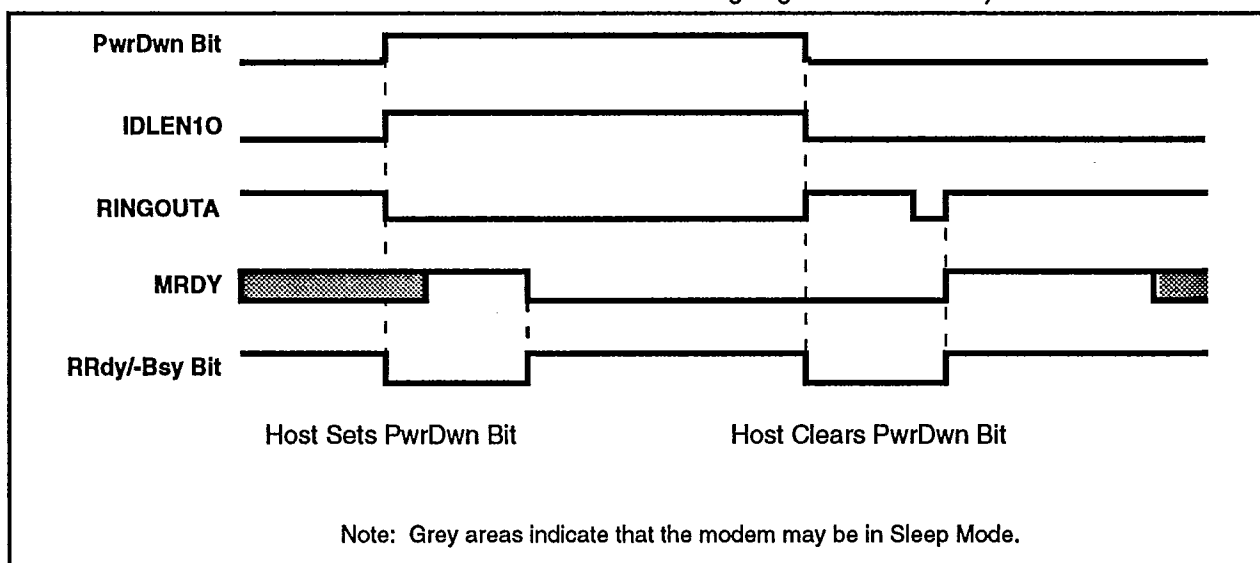 PwrDwn Bit
IDLEN1O
RINGOUTA
MRDY
RRdy/-Bsy Bit
Host Sets PwrDwn Bit Host Clears PwrDwn Bit
Note: Grey areas indicate that the modem may be in Sleep Mode.